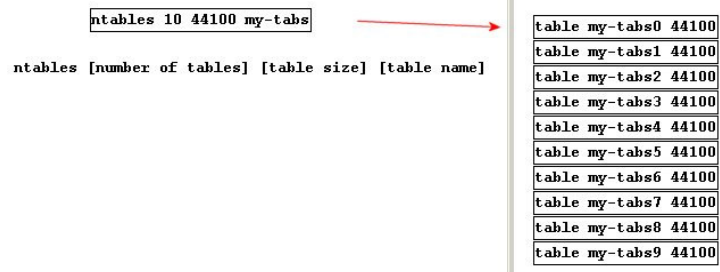 ntables 10 44100 my-tabs
ntables [number of tables] [table size] [table name]
table my-tabs0 44100
table my-tabs1 44100
table my-tabs2 44100
table my-tabs3 44100
table my-tabs4 44100
table my-tabs5 44100
table my-tabs6 44100
table my-tabs7 44100
table my-tabs8 44100
table my-tabs9 44100